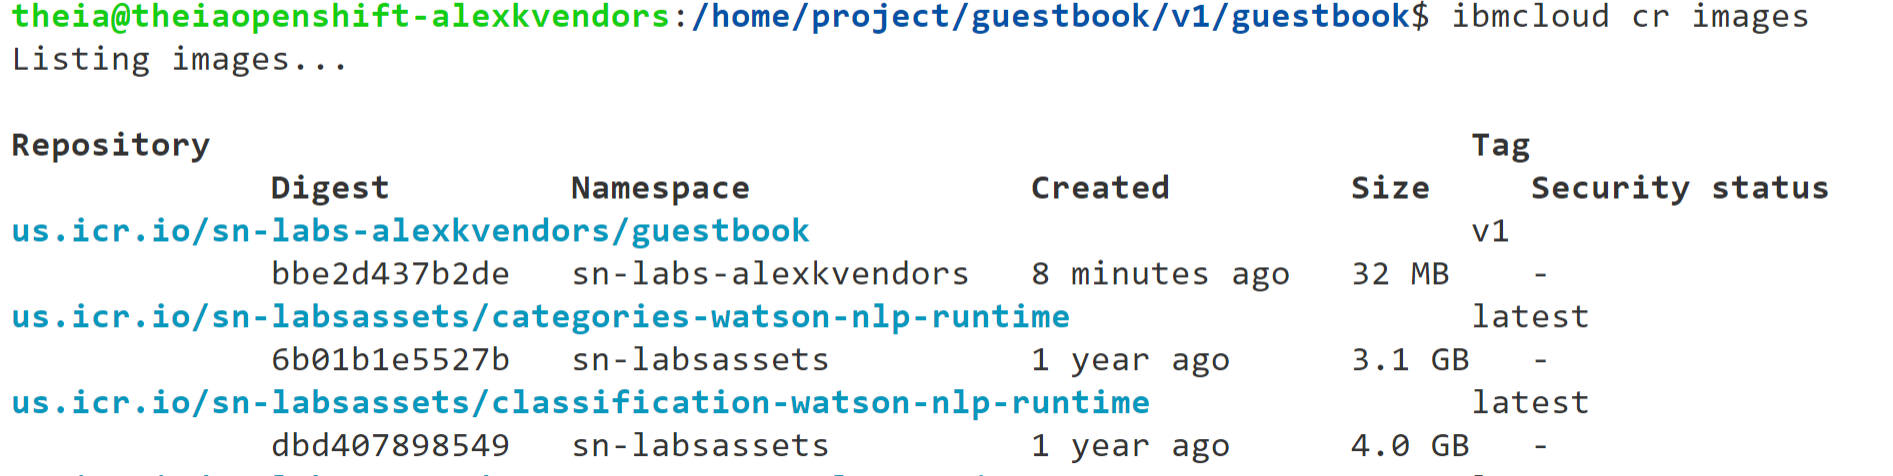 theia@theiaopenshift-alexkvendors:/home/project/guestbook/v1/guestbook$ ibmcloud cr images
Listing images...
Repository Tag
Digest Namespace Created Size Security status
us.icr.io/sn-labs-alexkvendors/guestbook v1
bbe2d437b2de sn-labs-alexkvendors 8 minutes ago 32 MB -
us.icr.io/sn-labsassets/categories-watson-nlp-runtime latest
6b01b1e5527b sn-labsassets 1 year ago 3.1 GB -
us.icr.io/sn-labsassets/classification-watson-nlp-runtime latest
dbd407898549 sn-labsassets 1 year ago 4.0 GB -